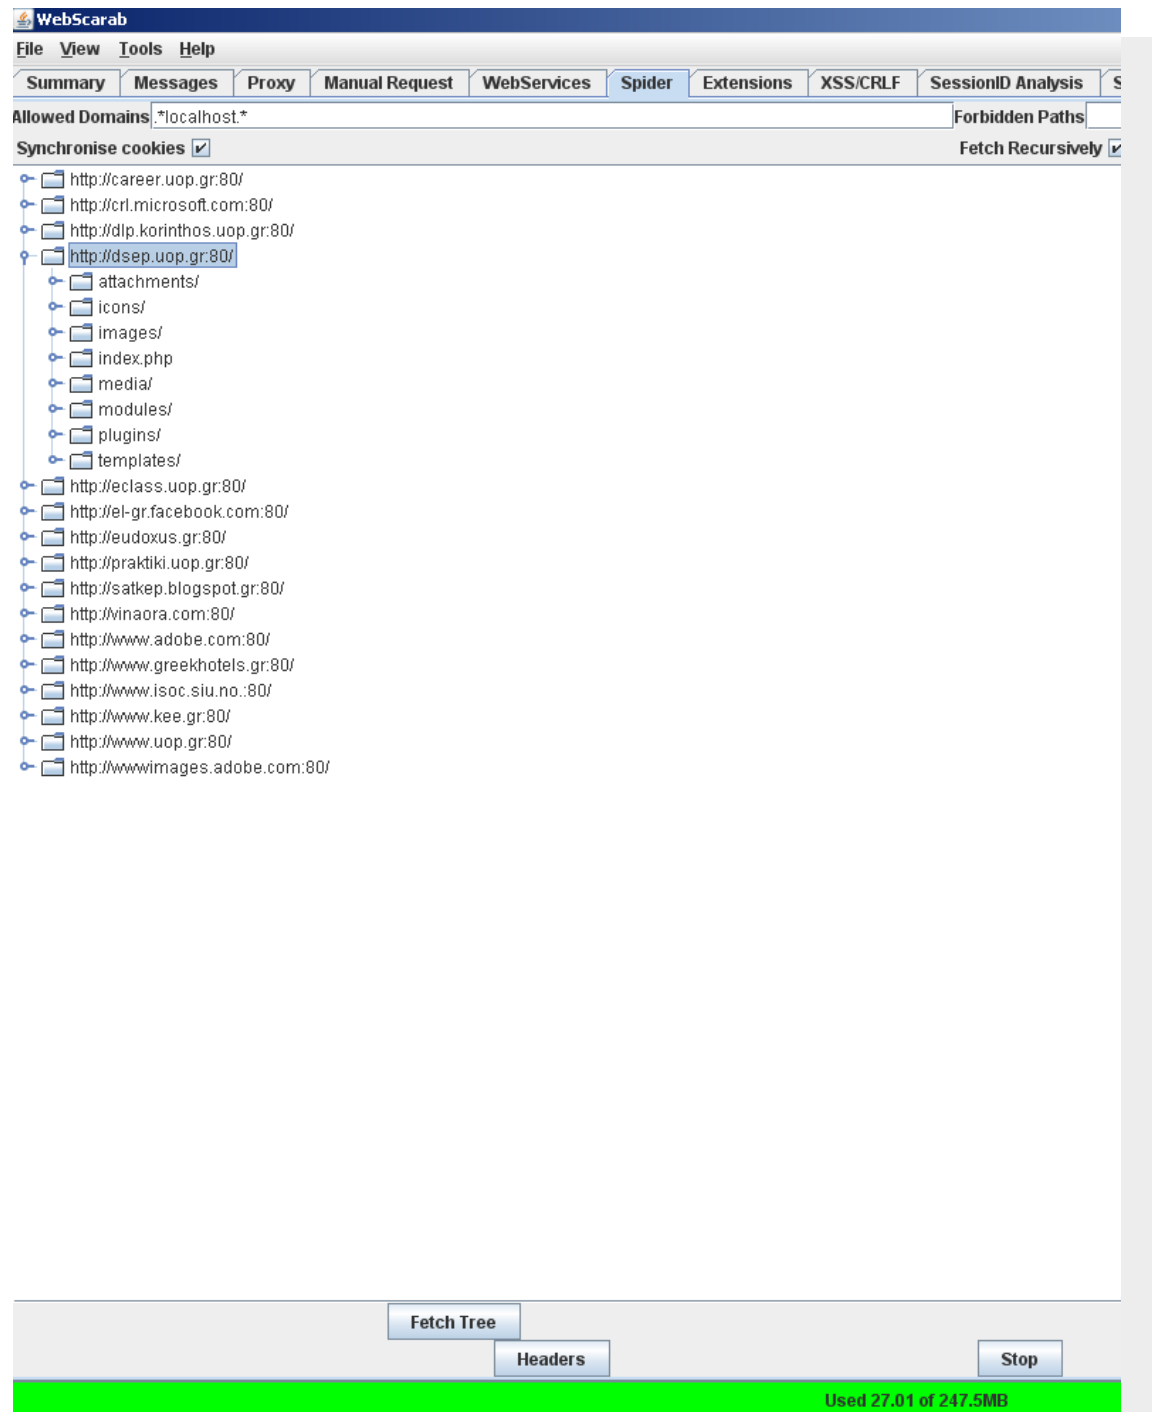 WebScarab
File View Tools Help
Summary Messages Proxy Manual Request WebServices Spider Extensions XSS/CRLF SessionID Analysis S
Allowed Domains .*localhost.* Forbidden Paths
Synchronise cookies Fetch Recursively
http://career.uop.gr:80/
http://crl.microsoft.com:80/
http://dlp.korinthos.uop.gr:80/
http://dsep.uop.gr:80/
attachments/
icons/
images/
index.php
media/
modules/
plugins/
templates/
http://eclass.uop.gr:80/
http://el-gr.facebook.com:80/
http://eudoxus.gr:80/
http://praktiki.uop.gr:80/
http://satkep.blogspot.gr:80/
http://vinaora.com:80/
http://www.adobe.com:80/
http://www.greekhotels.gr:80/
http://www.isoc.siu.no.:80/
http://www.kee.gr:80/
http://www.uop.gr:80/
http://wwwimages.adobe.com:80/
Fetch Tree
Headers Stop
Used 27.01 of 247.5MB